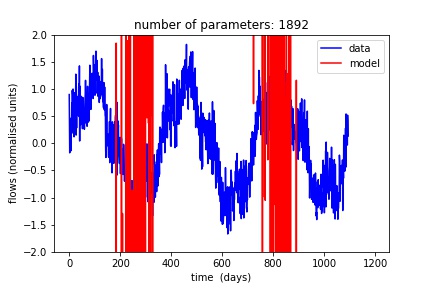 number of parameters: 1892
2.0
1.5
1.0
0.5
0.0
−0.5
−1.0
−1.5
−2.0
flows (normalised units)
data
model
0 200 400 600 800 1000 1200
time  (days)